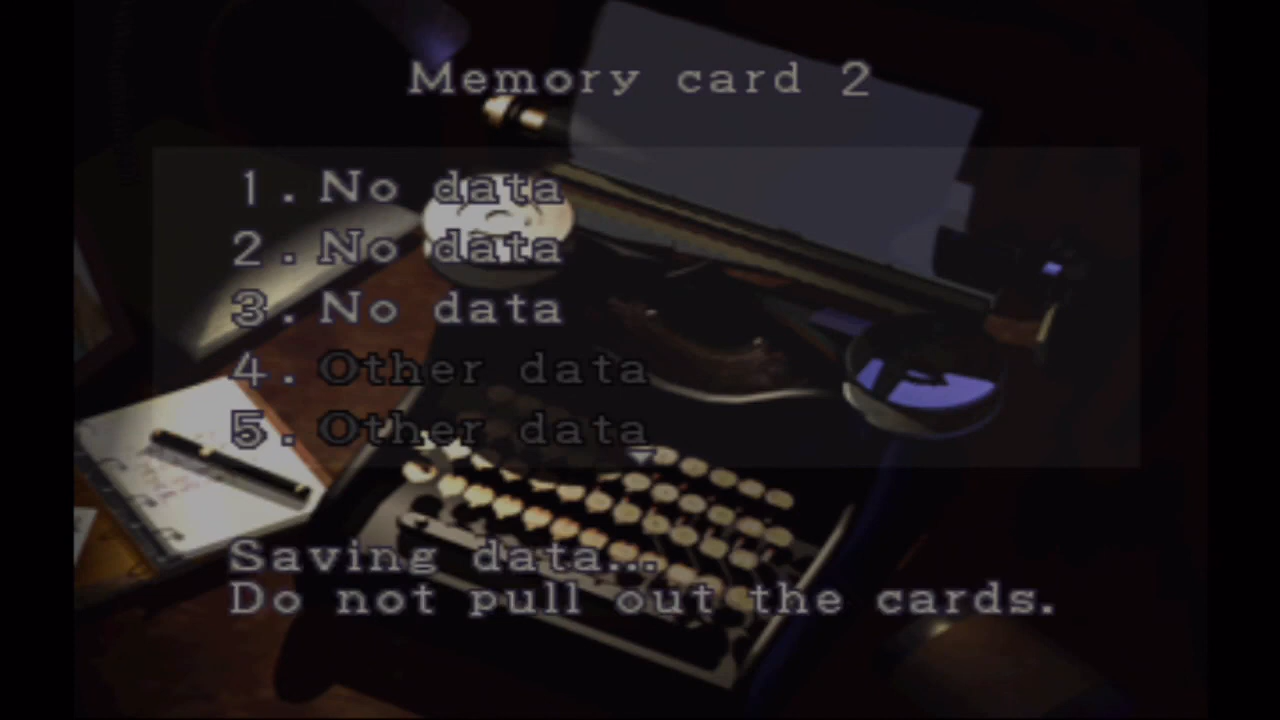 Memory card 2
1. No data
2. No data
3. No data
4. Other data
5. Other data
Saving data...
Do not pull out the cards.